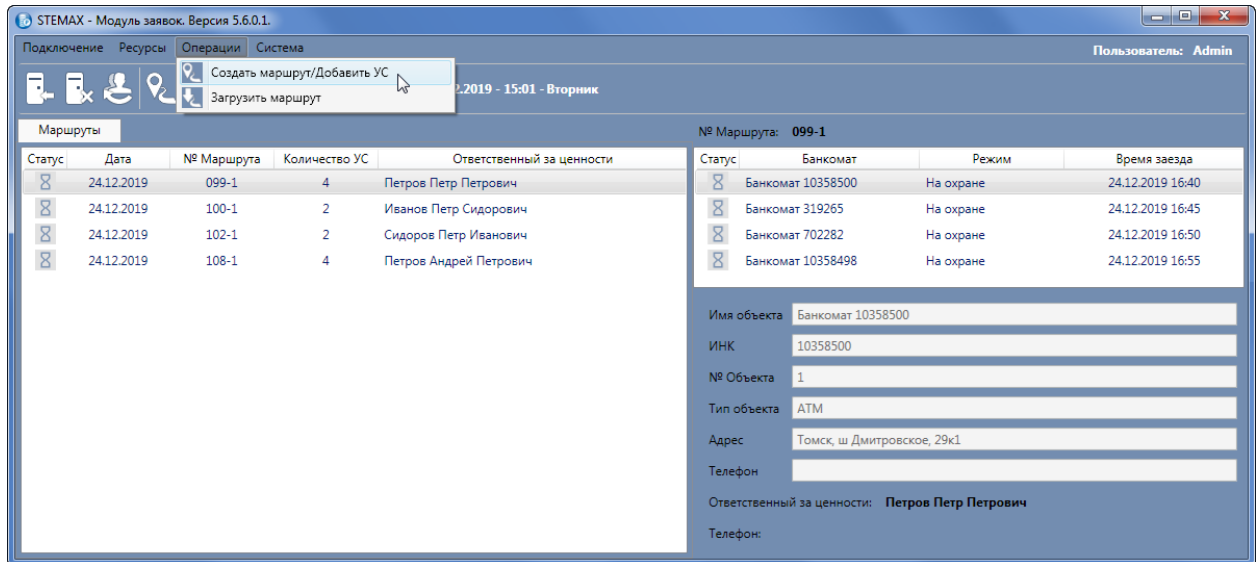 STEMAX - Модуль заявок. Версия 5.6.0.1.
Подключение Ресурсы Операции Система Пользователь: Admin
Создать маршрут/Добавить УС
Загрузить маршрут
2.2019 - 15:01 - Вторник
Маршруты № Маршрута: 099-1
Статус Дата № Маршрута Количество УС Ответственный за ценности Статус Банкомат Режим Время заезда
24.12.2019 099-1 4 Петров Петр Петрович Банкомат 10358500 На охране 24.12.2019 16:40
24.12.2019 100-1 2 Иванов Петр Сидорович Банкомат 319265 На охране 24.12.2019 16:45
24.12.2019 102-1 2 Сидоров Петр Иванович Банкомат 702282 На охране 24.12.2019 16:50
24.12.2019 108-1 4 Петров Андрей Петрович Банкомат 10358498 На охране 24.12.2019 16:55
Имя объекта Банкомат 10358500
ИНК 10358500
№ Объекта 1
Тип объекта ATM
Адрес Томск, ш Дмитровское, 29к1
Телефон
Ответственный за ценности: Петров Петр Петрович
Телефон: